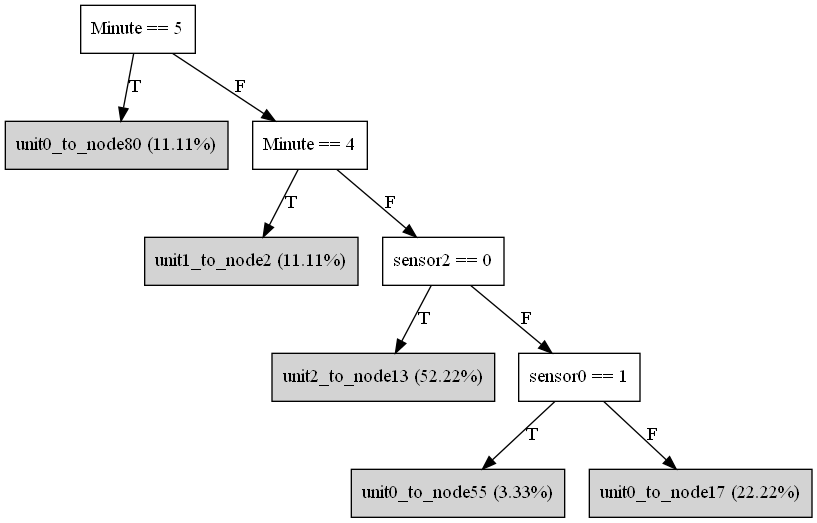 Minute == 5
T
F
unit0_to_node80 (11.11%)
Minute == 4
T
F
unit1_to_node2 (11.11%)
sensor2 == 0
T
F
unit2_to_node13 (52.22%)
sensor0 == 1
T
F
unit0_to_node55 (3.33%)
unit0_to_node17 (22.22%)